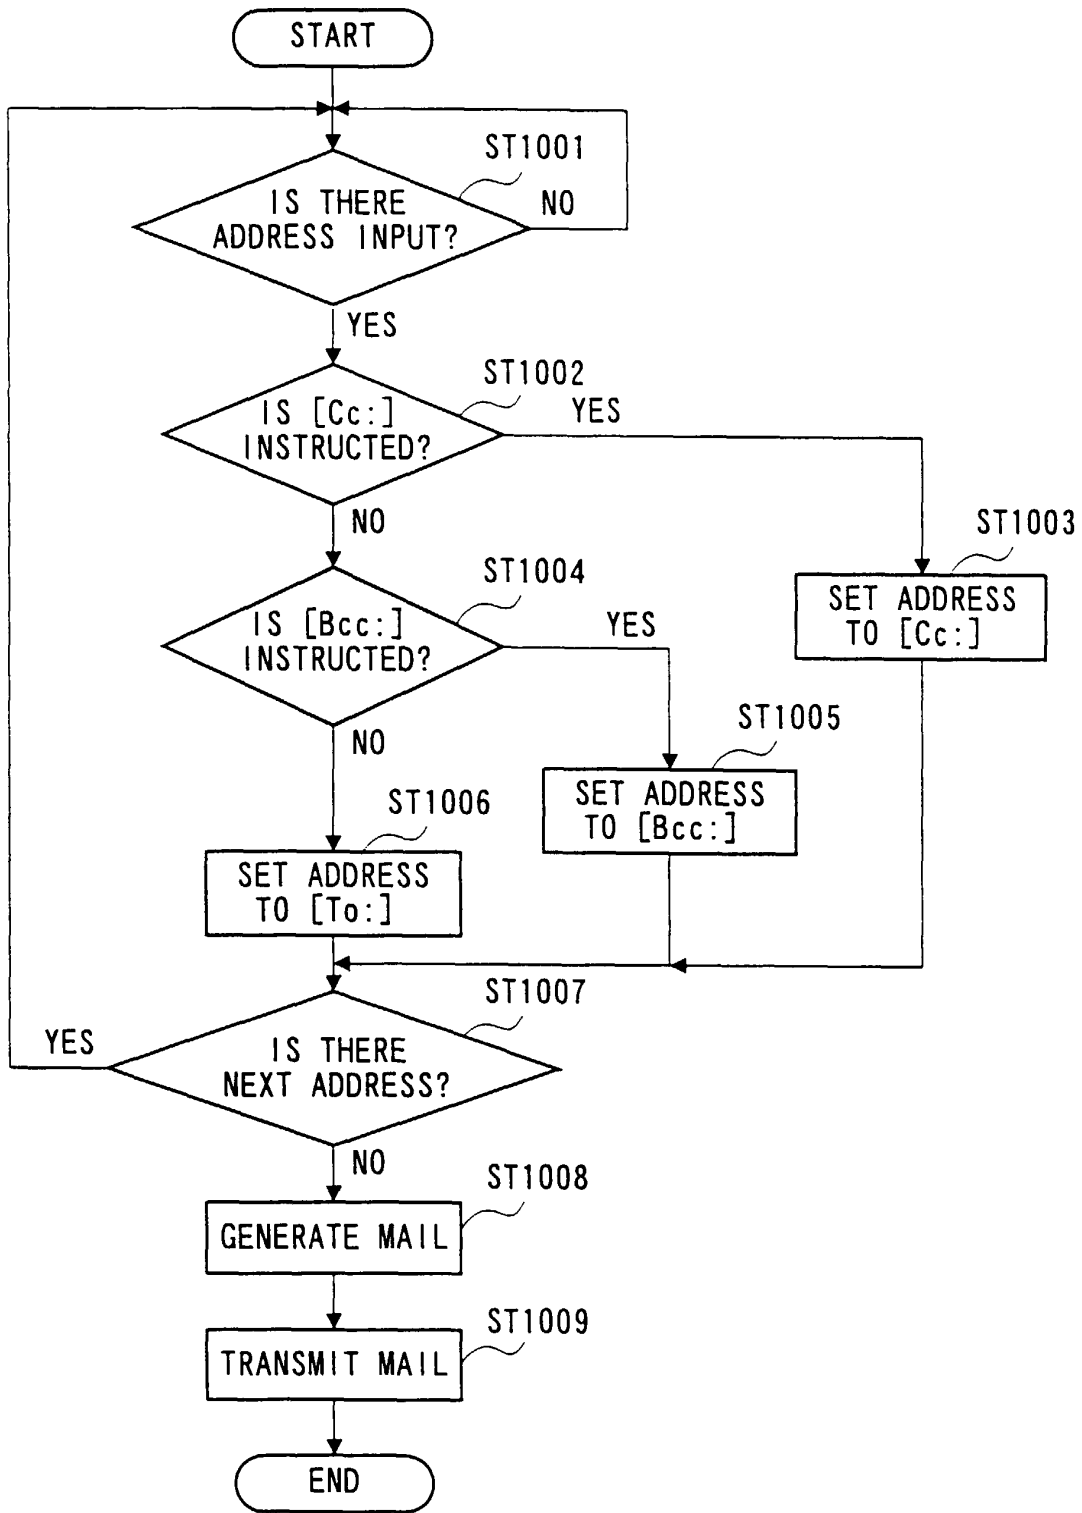 START
ST1001
IS THERE
ADDRESS INPUT?
NO
YES
ST1002
IS [Cc:]
INSTRUCTED?
YES
NO
ST1003
SET ADDRESS
TO [Cc:]
ST1004
IS [Bcc:]
INSTRUCTED?
YES
NO
ST1005
SET ADDRESS
TO [Bcc:]
ST1006
SET ADDRESS
TO [To:]
ST1007
IS THERE
NEXT ADDRESS?
YES
NO
ST1008
GENERATE MAIL
ST1009
TRANSMIT MAIL
END